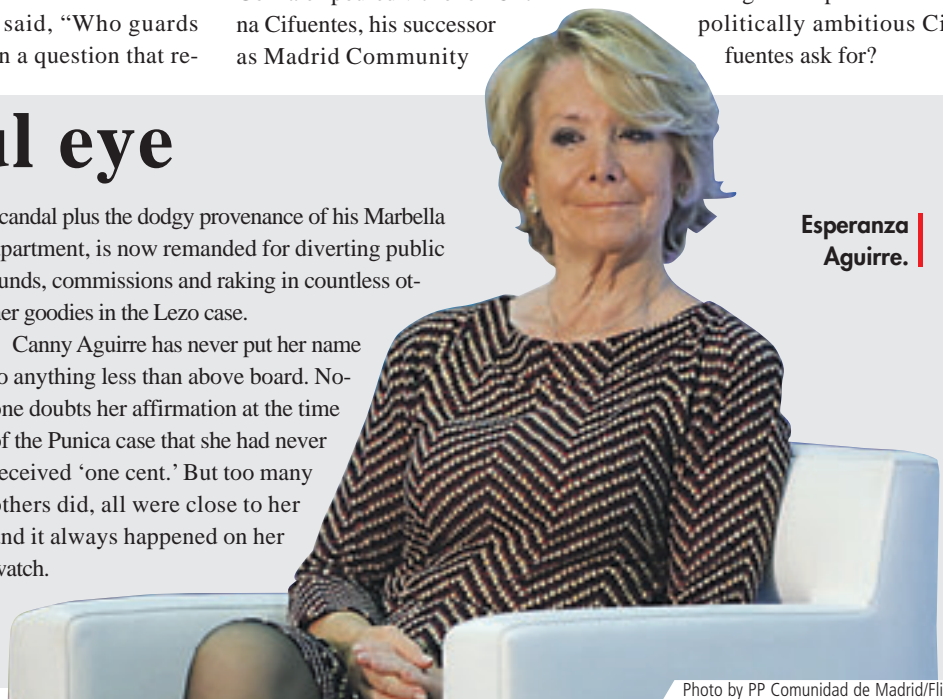 said, “Who guards
n a question that re-
na Cifuentes, his successor
as Madrid Community
politically ambitious Ci
fuentes ask for?
l eye
candal plus the dodgy provenance of his Marbella
partment, is now remanded for diverting public
unds, commissions and raking in countless ot-
er goodies in the Lezo case.
Canny Aguirre has never put her name
o anything less than above board. No-
one doubts her affirmation at the time
of the Punica case that she had never
eceived ‘one cent.’ But too many
others did, all were close to her
nd it always happened on her
watch.
Esperanza
Aguirre.
Photo by PP Comunidad de Madrid/Fli